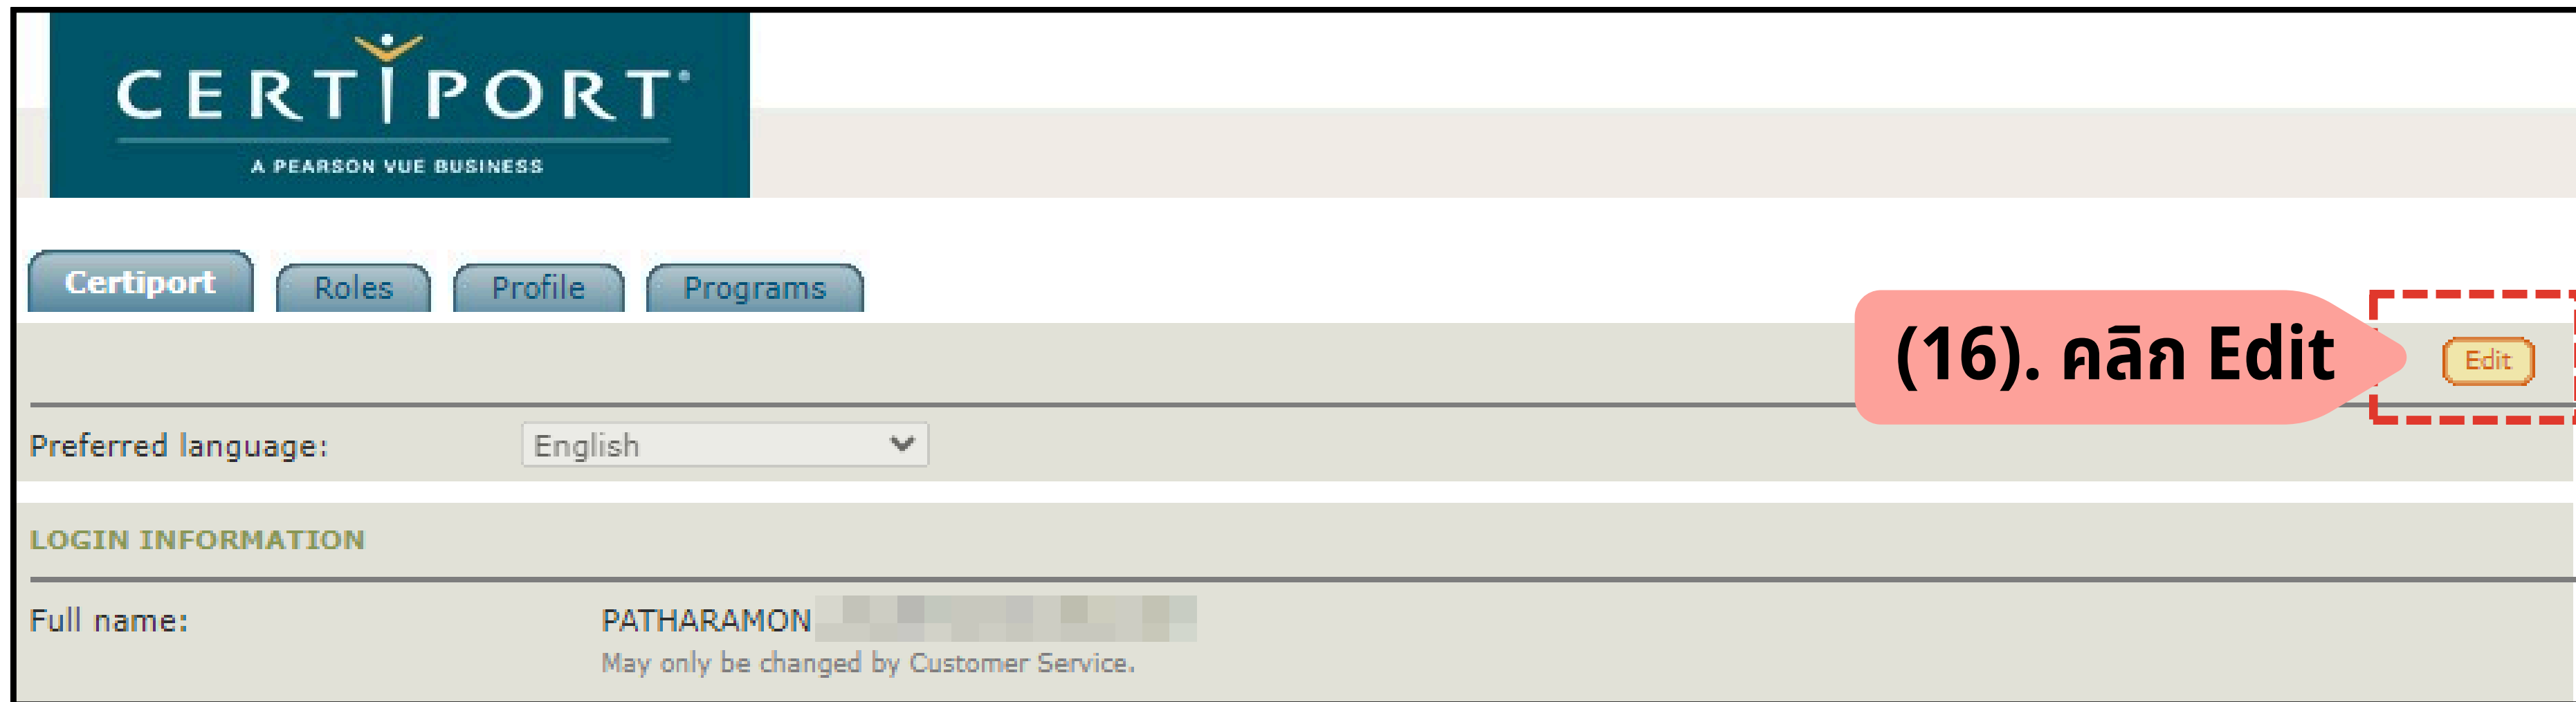 CERTIPORT®
A PEARSON VUE BUSINESS
Certiport Roles Profile Programs
(16). คลิก Edit
Edit
Preferred language: English
LOGIN INFORMATION
Full name: PATHARAMON
May only be changed by Customer Service.